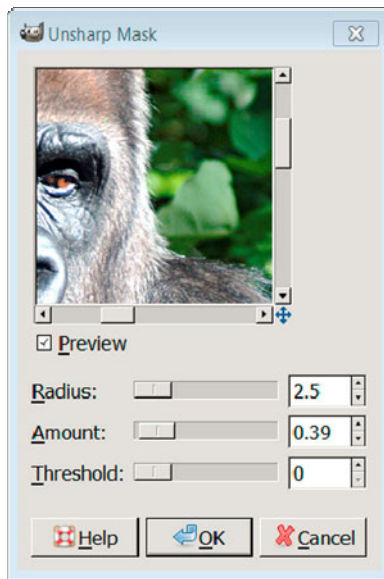 Unsharp Mask
Preview
Radius: 2.5
Amount: 0.39
Threshold: 0
Help OK Cancel